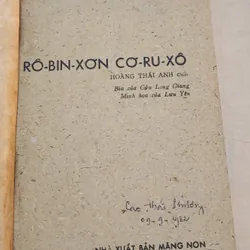 RÔ-BIN-XƠN CƠ-RU-XÔ
HOÀNG THÁI ANH
Bìa của Cửu Long Giang
Minh họa của Lưu Yên
NHÀ XUẤT BẢN MĂNG NON